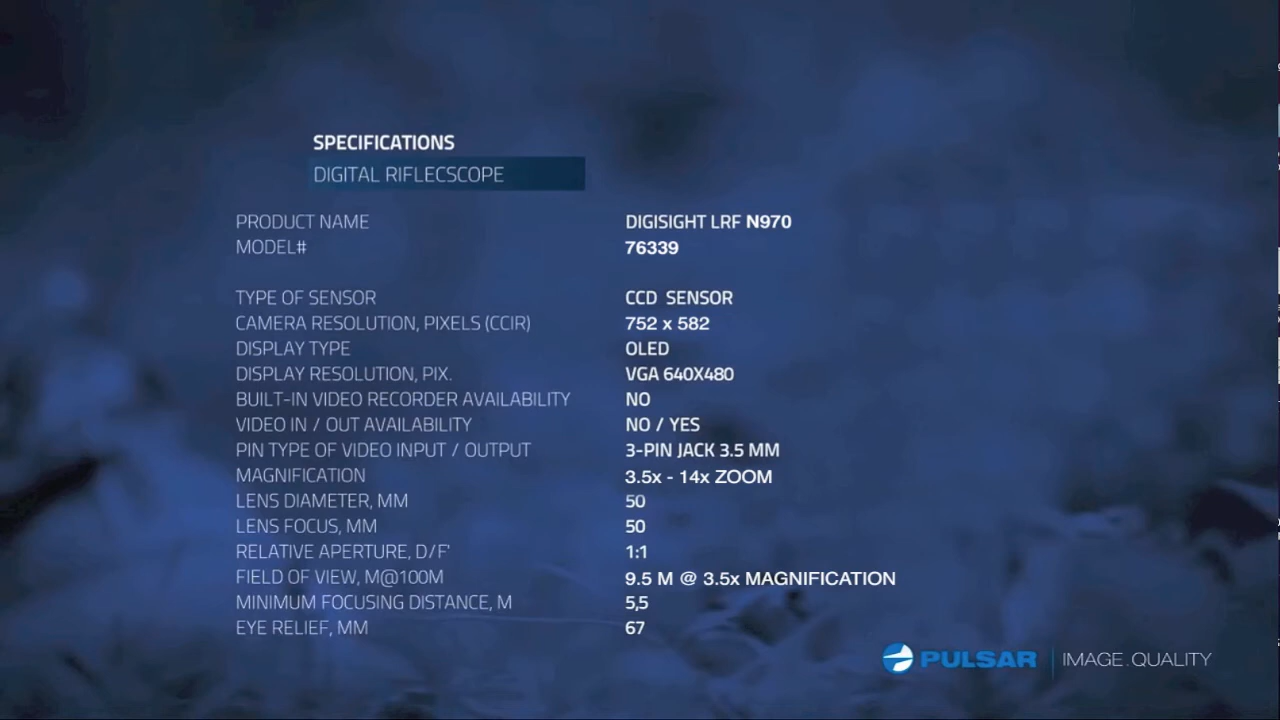 SPECIFICATIONS
DIGITAL RIFLECSCOPE
PRODUCT NAME DIGISIGHT LRF N970
MODEL# 76339
TYPE OF SENSOR CCD SENSOR
CAMERA RESOLUTION, PIXELS (CCIR) 752 x 582
DISPLAY TYPE OLED
DISPLAY RESOLUTION, PIX. VGA 640X480
BUILT-IN VIDEO RECORDER AVAILABILITY NO
VIDEO IN / OUT AVAILABILITY NO / YES
PIN TYPE OF VIDEO INPUT / OUTPUT 3-PIN JACK 3.5 MM
MAGNIFICATION 3.5x - 14x ZOOM
LENS DIAMETER, MM 50
LENS FOCUS, MM 50
RELATIVE APERTURE, D/F' 1:1
FIELD OF VIEW, M@100M 9.5 M @ 3.5x MAGNIFICATION
MINIMUM FOCUSING DISTANCE, M 5,5
EYE RELIEF, MM 67
PULSAR IMAGE.QUALITY